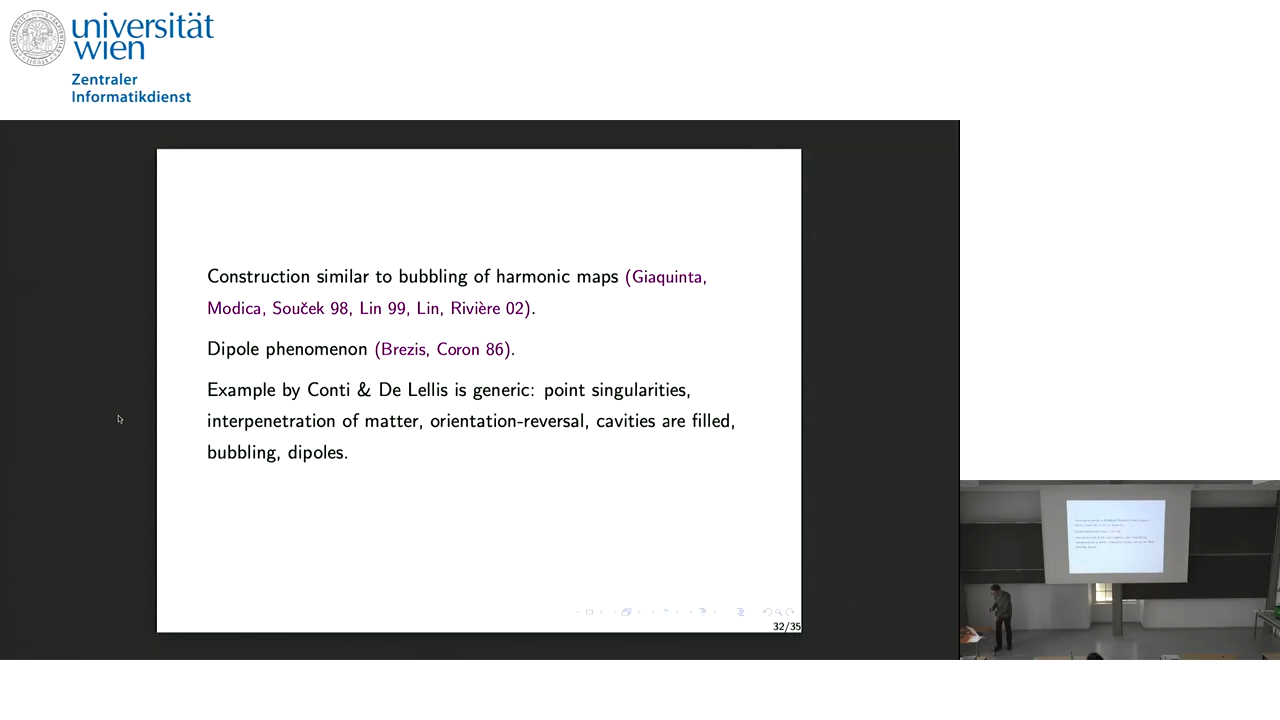 universität
wien
Zentraler
Informatikdienst
Construction similar to bubbling of harmonic maps (Giaquinta,
Modica, Souček 98, Lin 99, Lin, Rivière 02).
Dipole phenomenon (Brezis, Coron 86).
Example by Conti & De Lellis is generic: point singularities,
interpenetration of matter, orientation-reversal, cavities are filled,
bubbling, dipoles.
32/35